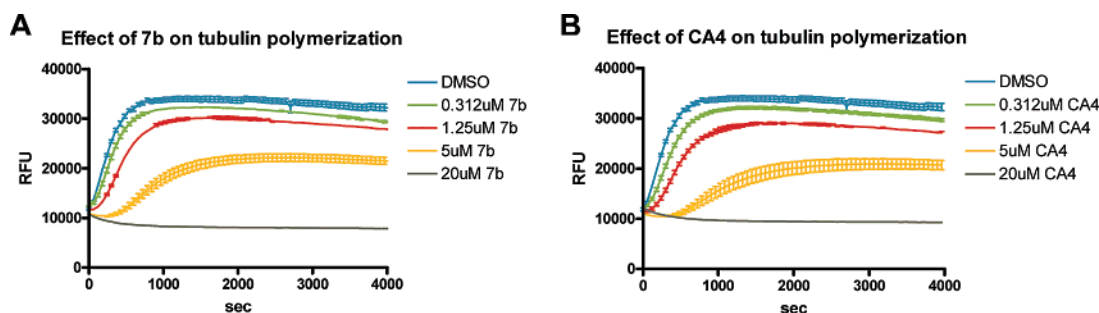 A
Effect of 7b on tubulin polymerization
40000
30000
20000
10000
0
RFU
0 1000 2000 3000 4000
sec
DMSO
0.312uM 7b
1.25uM 7b
5uM 7b
20uM 7b
B
Effect of CA4 on tubulin polymerization
40000
30000
20000
10000
0
RFU
0 1000 2000 3000 4000
sec
DMSO
0.312uM CA4
1.25uM CA4
5uM CA4
20uM CA4